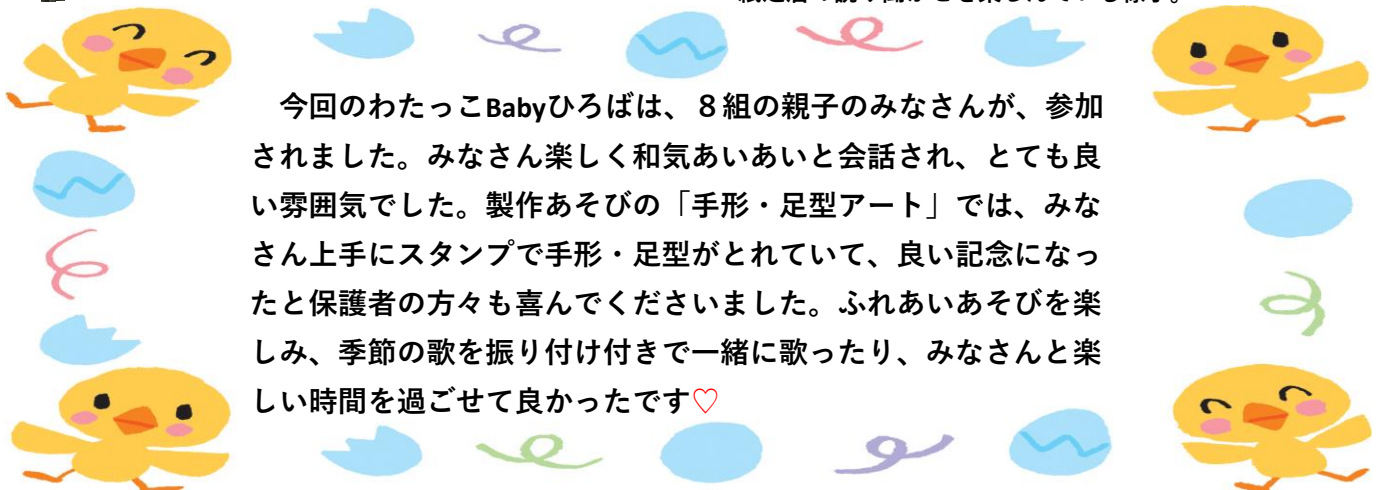 今回のわたっこBabyひろばは、８組の親子のみなさんが、参加
されました。みなさん楽しく和気あいあいと会話され、とても良
い雰囲気でした。製作あそびの「手形・足型アート」では、みな
さん上手にスタンプで手形・足型がとれていて、良い記念になっ
たと保護者の方々も喜んでくださいました。ふれあいあそびを楽
しみ、季節の歌を振り付け付きで一緒に歌ったり、みなさんと楽
しい時間を過ごせて良かったです♡